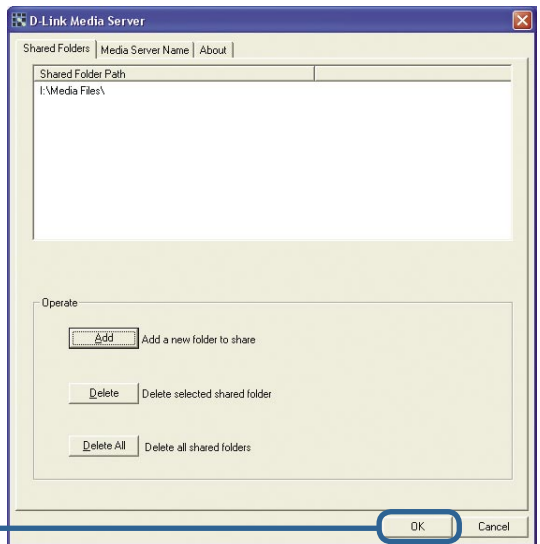 D-Link Media Server
Shared Folders Media Server Name About
Shared Folder Path
I:\Media Files\
Operate
Add Add a new folder to share
Delete Delete selected shared folder
Delete All Delete all shared folders
OK Cancel